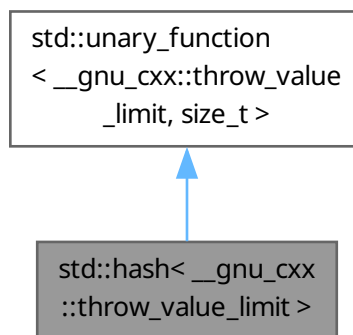 std::unary_function
< __gnu_cxx::throw_value
_limit, size_t >
std::hash< __gnu_cxx
::throw_value_limit >